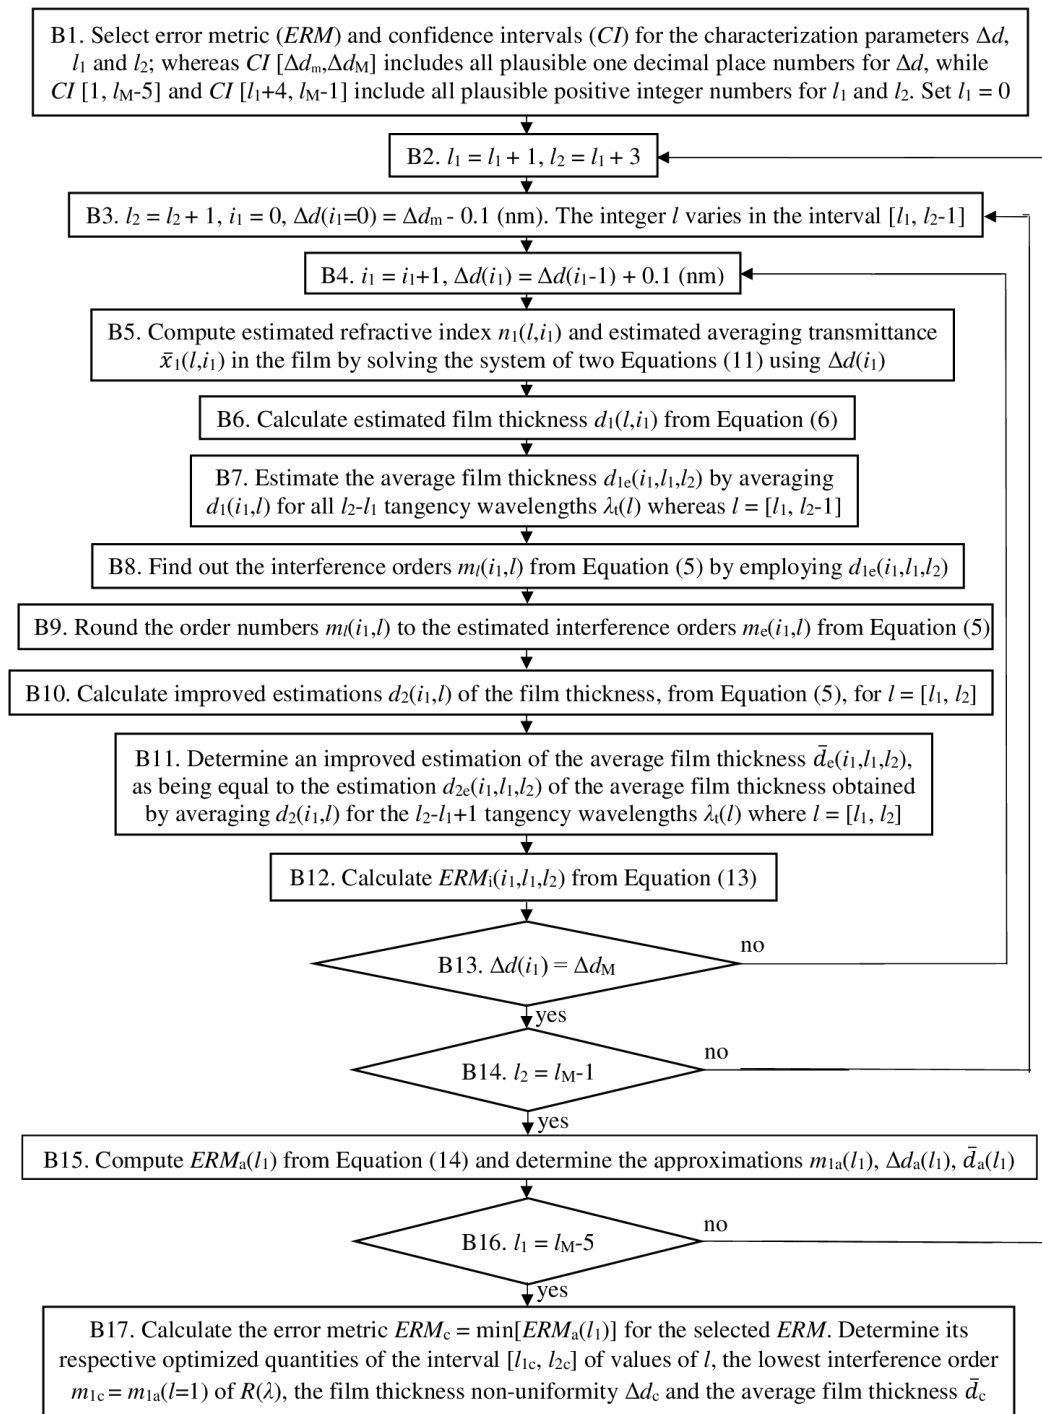 B1. Select error metric (ERM) and confidence intervals (CI) for the characterization parameters Δd,
l₁ and l₂; whereas CI [Δdₘ,Δd_M] includes all plausible one decimal place numbers for Δd, while
CI [1, l_M-5] and CI [l₁+4, l_M-1] include all plausible positive integer numbers for l₁ and l₂. Set l₁ = 0
B2. l₁ = l₁ + 1, l₂ = l₁ + 3
B3. l₂ = l₂ + 1, i₁ = 0, Δd(i₁=0) = Δdₘ - 0.1 (nm). The integer l varies in the interval [l₁, l₂-1]
B4. i₁ = i₁+1, Δd(i₁) = Δd(i₁-1) + 0.1 (nm)
B5. Compute estimated refractive index n₁(l,i₁) and estimated averaging transmittance
x̄₁(l,i₁) in the film by solving the system of two Equations (11) using Δd(i₁)
B6. Calculate estimated film thickness d₁(l,i₁) from Equation (6)
B7. Estimate the average film thickness d₁ₑ(i₁,l₁,l₂) by averaging
d₁(i₁,l) for all l₂-l₁ tangency wavelengths λₜ(l) whereas l = [l₁, l₂-1]
B8. Find out the interference orders mₗ(i₁,l) from Equation (5) by employing d₁ₑ(i₁,l₁,l₂)
B9. Round the order numbers mₗ(i₁,l) to the estimated interference orders mₑ(i₁,l) from Equation (5)
B10. Calculate improved estimations d₂(i₁,l) of the film thickness, from Equation (5), for l = [l₁, l₂]
B11. Determine an improved estimation of the average film thickness d̄ₑ(i₁,l₁,l₂),
as being equal to the estimation d₂ₑ(i₁,l₁,l₂) of the average film thickness obtained
by averaging d₂(i₁,l) for the l₂-l₁+1 tangency wavelengths λₜ(l) where l = [l₁, l₂]
B12. Calculate ERMᵢ(i₁,l₁,l₂) from Equation (13)
no
B13. Δd(i₁) = Δd_M
yes
no
B14. l₂ = l_M-1
yes
B15. Compute ERMₐ(l₁) from Equation (14) and determine the approximations m₁ₐ(l₁), Δdₐ(l₁), d̄ₐ(l₁)
no
B16. l₁ = l_M-5
yes
B17. Calculate the error metric ERM_c = min[ERMₐ(l₁)] for the selected ERM. Determine its
respective optimized quantities of the interval [l₁_c, l₂_c] of values of l, the lowest interference order
m₁_c = m₁ₐ(l=1) of R(λ), the film thickness non-uniformity Δd_c and the average film thickness d̄_c